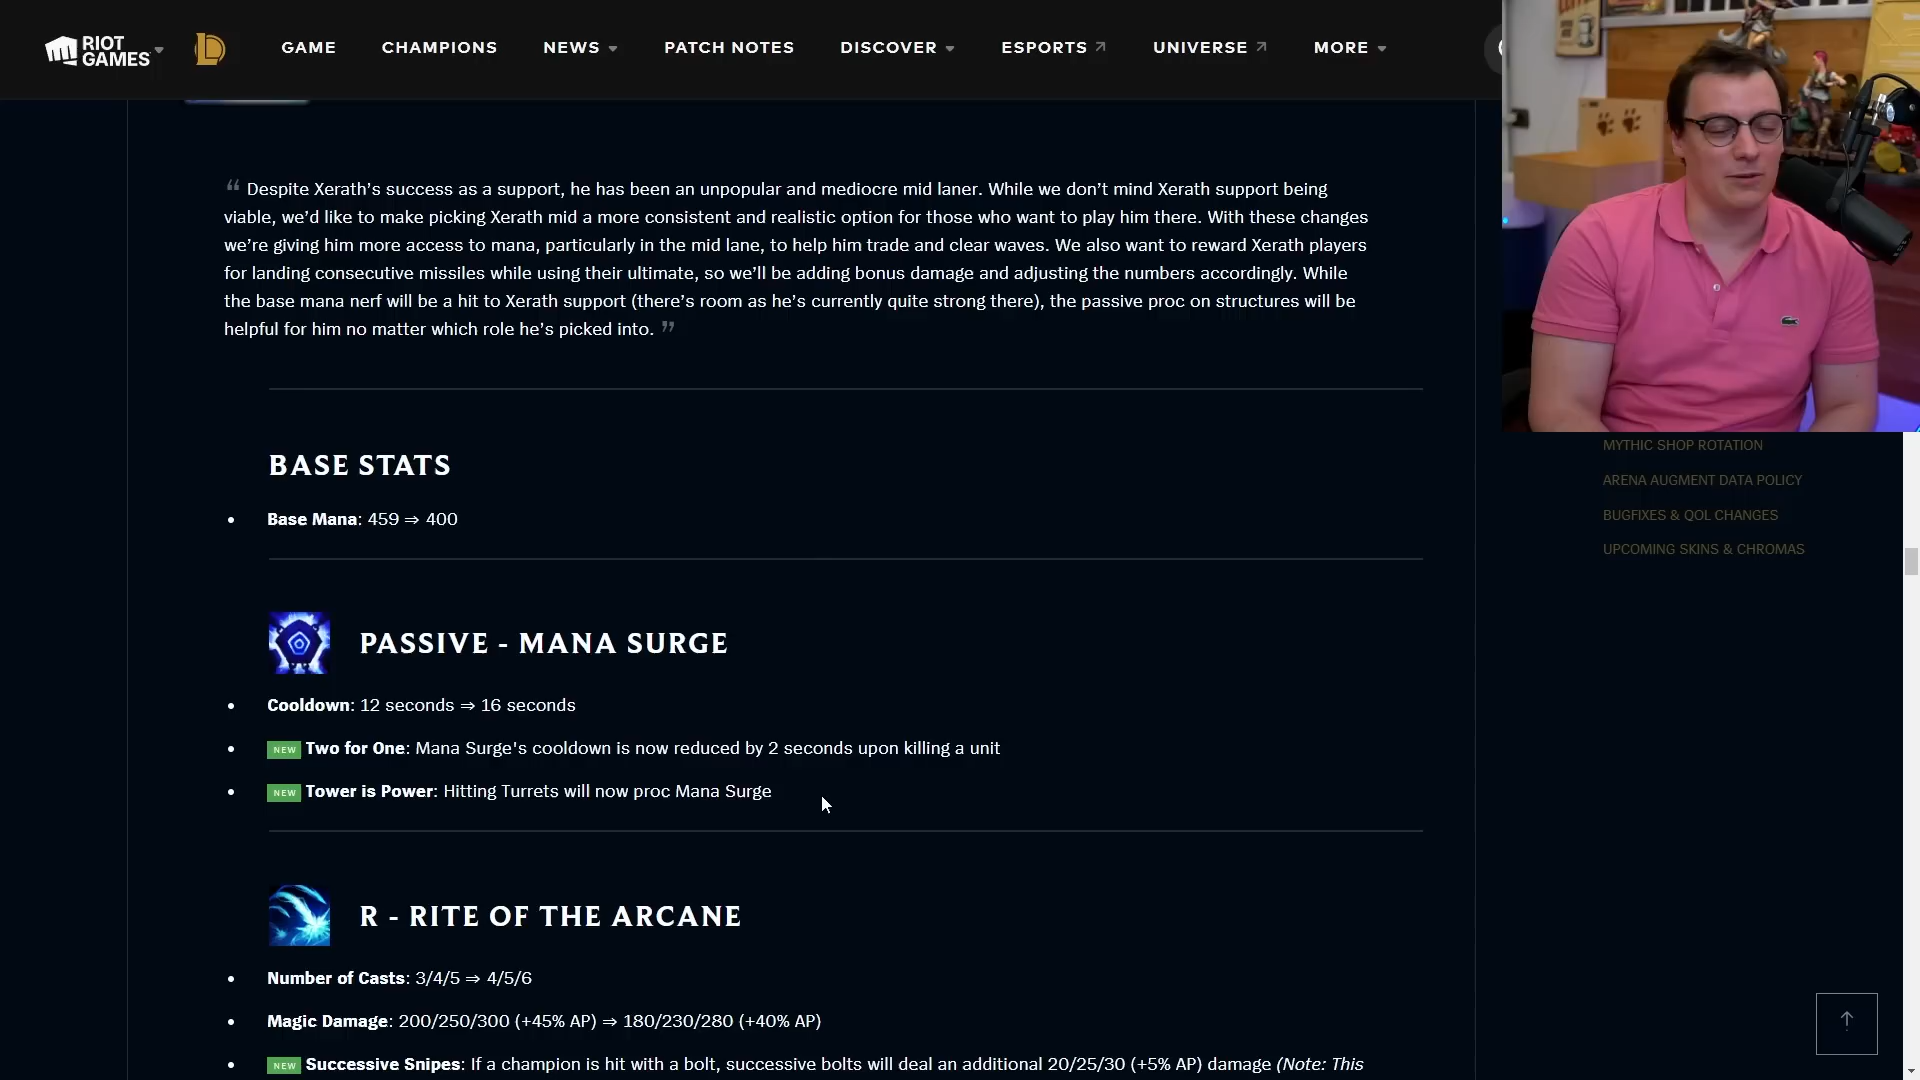 RIOT
GAMES
GAME CHAMPIONS NEWS PATCH NOTES DISCOVER ESPORTS UNIVERSE MORE
“ Despite Xerath’s success as a support, he has been an unpopular and mediocre mid laner. While we don’t mind Xerath support being
viable, we’d like to make picking Xerath mid a more consistent and realistic option for those who want to play him there. With these changes
we’re giving him more access to mana, particularly in the mid lane, to help him trade and clear waves. We also want to reward Xerath players
for landing consecutive missiles while using their ultimate, so we’ll be adding bonus damage and adjusting the numbers accordingly. While
the base mana nerf will be a hit to Xerath support (there’s room as he’s currently quite strong there), the passive proc on structures will be
helpful for him no matter which role he’s picked into. ”
BASE STATS
• Base Mana: 459 ⇒ 400
PASSIVE - MANA SURGE
• Cooldown: 12 seconds ⇒ 16 seconds
• NEW Two for One: Mana Surge's cooldown is now reduced by 2 seconds upon killing a unit
• NEW Tower is Power: Hitting Turrets will now proc Mana Surge
R - RITE OF THE ARCANE
• Number of Casts: 3/4/5 ⇒ 4/5/6
• Magic Damage: 200/250/300 (+45% AP) ⇒ 180/230/280 (+40% AP)
• NEW Successive Snipes: If a champion is hit with a bolt, successive bolts will deal an additional 20/25/30 (+5% AP) damage (Note: This
MYTHIC SHOP ROTATION
ARENA AUGMENT DATA POLICY
BUGFIXES & QOL CHANGES
UPCOMING SKINS & CHROMAS